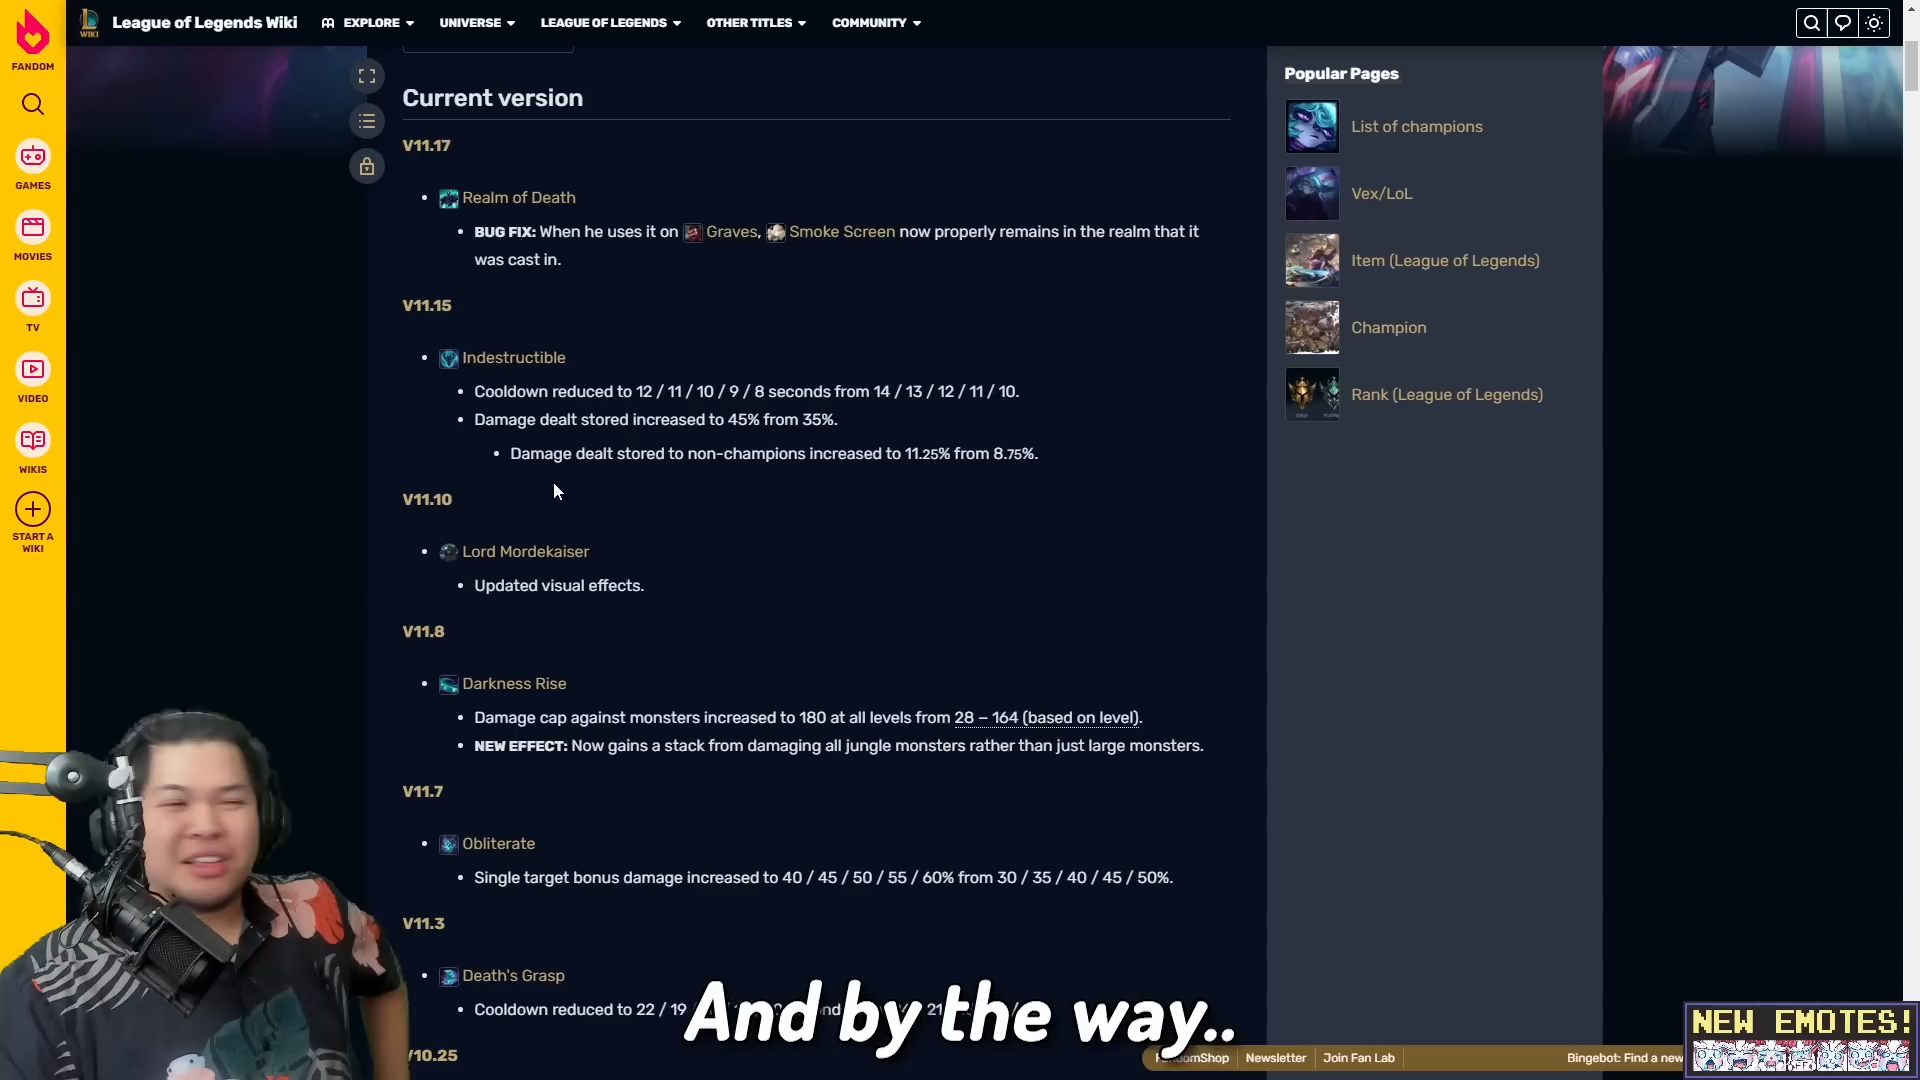 League of Legends Wiki
EXPLORE
UNIVERSE
LEAGUE OF LEGENDS
OTHER TITLES
COMMUNITY
WIKI
FANDOM
GAMES
MOVIES
TV
VIDEO
WIKIS
START A
WIKI
Current version
V11.17
Realm of Death
BUG FIX: When he uses it on Graves, Smoke Screen now properly remains in the realm that it
was cast in.
V11.15
Indestructible
Cooldown reduced to 12 / 11 / 10 / 9 / 8 seconds from 14 / 13 / 12 / 11 / 10.
Damage dealt stored increased to 45% from 35%.
Damage dealt stored to non-champions increased to 11.25% from 8.75%.
V11.10
Lord Mordekaiser
Updated visual effects.
V11.8
Darkness Rise
Damage cap against monsters increased to 180 at all levels from 28 – 164 (based on level).
NEW EFFECT: Now gains a stack from damaging all jungle monsters rather than just large monsters.
V11.7
Obliterate
Single target bonus damage increased to 40 / 45 / 50 / 55 / 60% from 30 / 35 / 40 / 45 / 50%.
V11.3
Death's Grasp
Cooldown reduced to 22 / 19
And by the way..
V10.25
Popular Pages
List of champions
Vex/LoL
Item (League of Legends)
Champion
Rank (League of Legends)
NEW EMOTES!
Newsletter
Join Fan Lab
Bingebot: Find a new